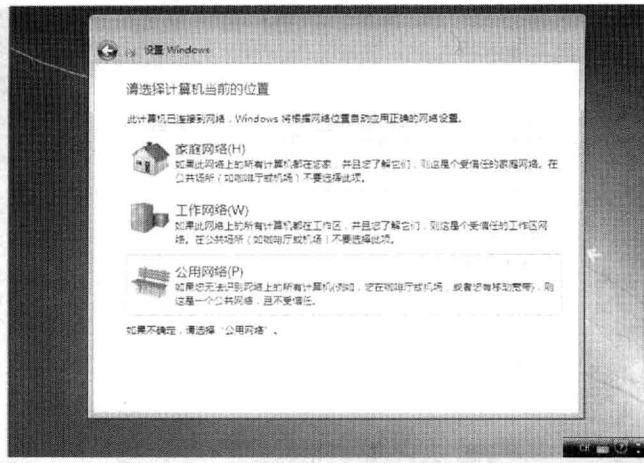 设置 Windows
请选择计算机当前的位置
此计算机已连接到网络，Windows 将根据网络位置自动应用正确的网络设置。
家庭网络(H)
如果此网络上的所有计算机都在您家，并且您了解它们，则这是个受信任的家庭网络。在
公共场所（如咖啡厅或机场）不要选择此项。
工作网络(W)
如果此网络上的所有计算机都在工作区，并且您了解它们，则这是个受信任的工作区网
络。在公共场所（如咖啡厅或机场）不要选择此项。
公用网络(P)
如果您无法识别网络上的所有计算机(例如，您在咖啡厅或机场，或者您有移动宽带)，则
这是一个公共网络，且不受信任。
如果不确定，请选择“公用网络”。
CH